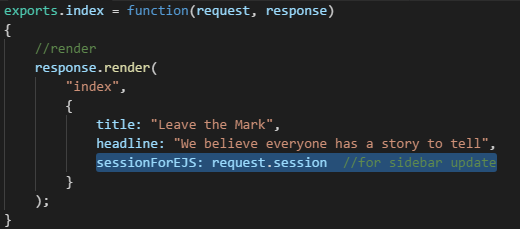 exports.index = function(request, response)
{
    //render
    response.render(
        "index",
        {
            title: "Leave the Mark",
            headline: "We believe everyone has a story to tell",
            sessionForEJS: request.session  //for sidebar update
        }
    );
}